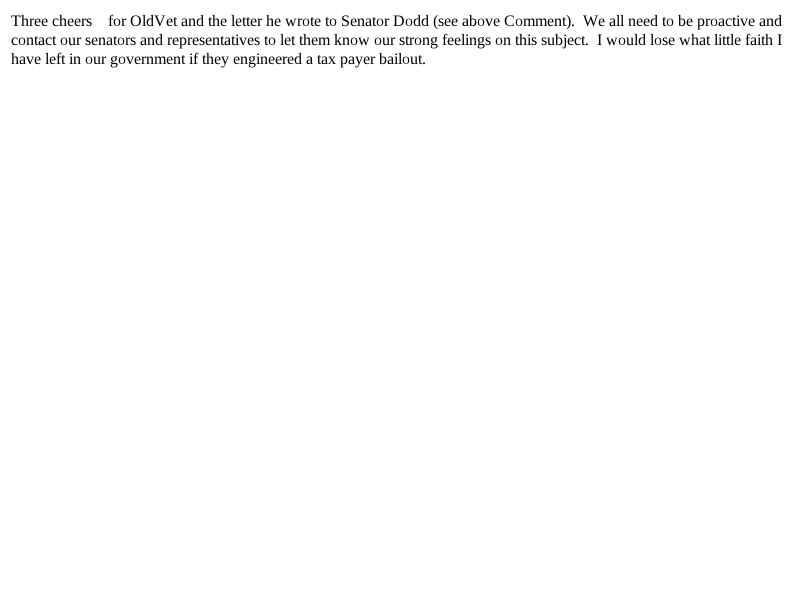 Three cheers    for OldVet and the letter he wrote to Senator Dodd (see above Comment).  We all need to be proactive and
contact our senators and representatives to let them know our strong feelings on this subject.  I would lose what little faith I
have left in our government if they engineered a tax payer bailout.